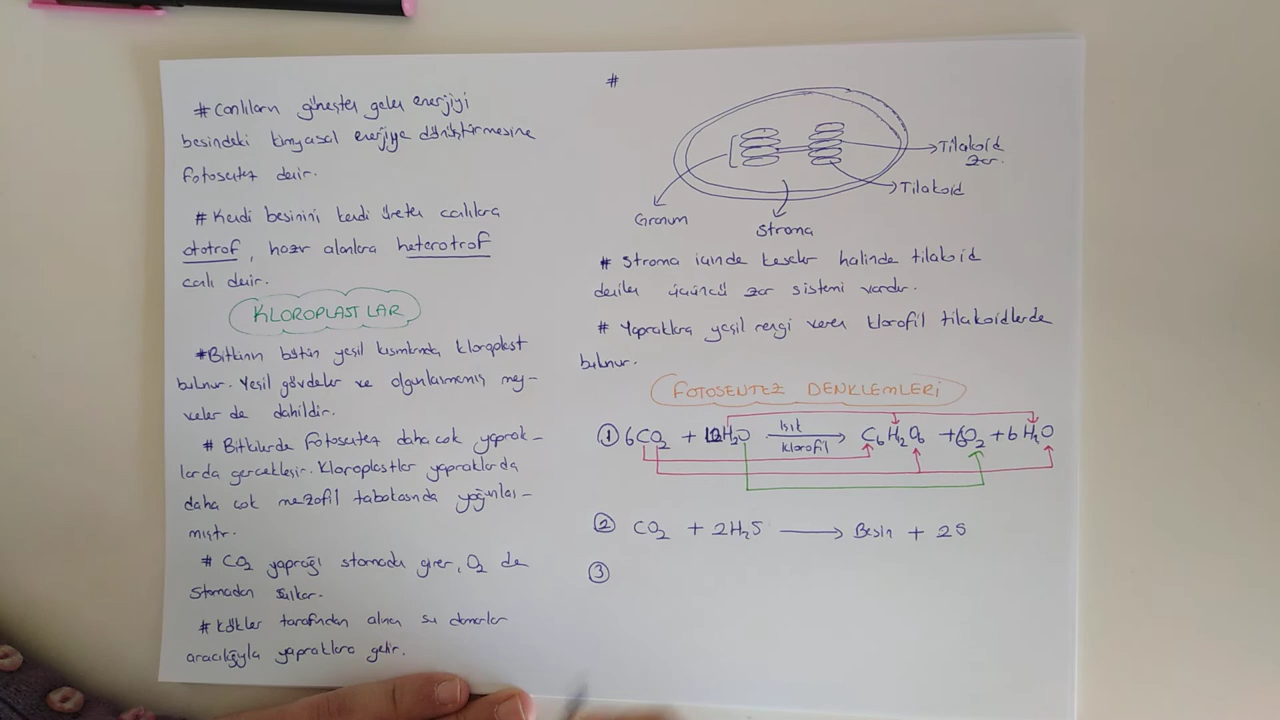 # Canlıların güneşten gelen enerjiyi
besindeki kimyasal enerjiye dönüştürmesine
fotosentez denir.
# Kendi besinini kendi üreten canlılara
ototrof, hazır alanlara heterotrof
canlı denir.
KLOROPLASTLAR
# Bitkinin bütün yeşil kısımlarında kloroplast
bulunur. Yeşil gövdeler ve olgunlaşmamış mey-
veler de dahildir.
# Bitkilerde fotosentez daha çok yaprak-
larda gerçekleşir. Kloroplastlar yapraklarda
daha çok mezofil tabakasında yoğunlaş-
mıştır.
# CO2 yaprağı stomadan girer, O2 de
stomadan çıkar.
# Kökler tarafından alınan su damarlar
aracılığıyla yapraklara gelir.
#
Tilakoid
zar.
Tilakoid
Granum
Stroma
# Stroma içinde keseler halinde tilakoid
denilen üçüncü zar sistemi vardır.
# Yapraklara yeşil rengi veren klorofil tilakoidlerde
bulunur.
FOTOSENTEZ DENKLEMLERİ
① 6CO2 + 12H2O Işık Klorofil → C6H2O6 + 6O2 + 6H2O
② CO2 + 2H2S → Besin + 2S
③